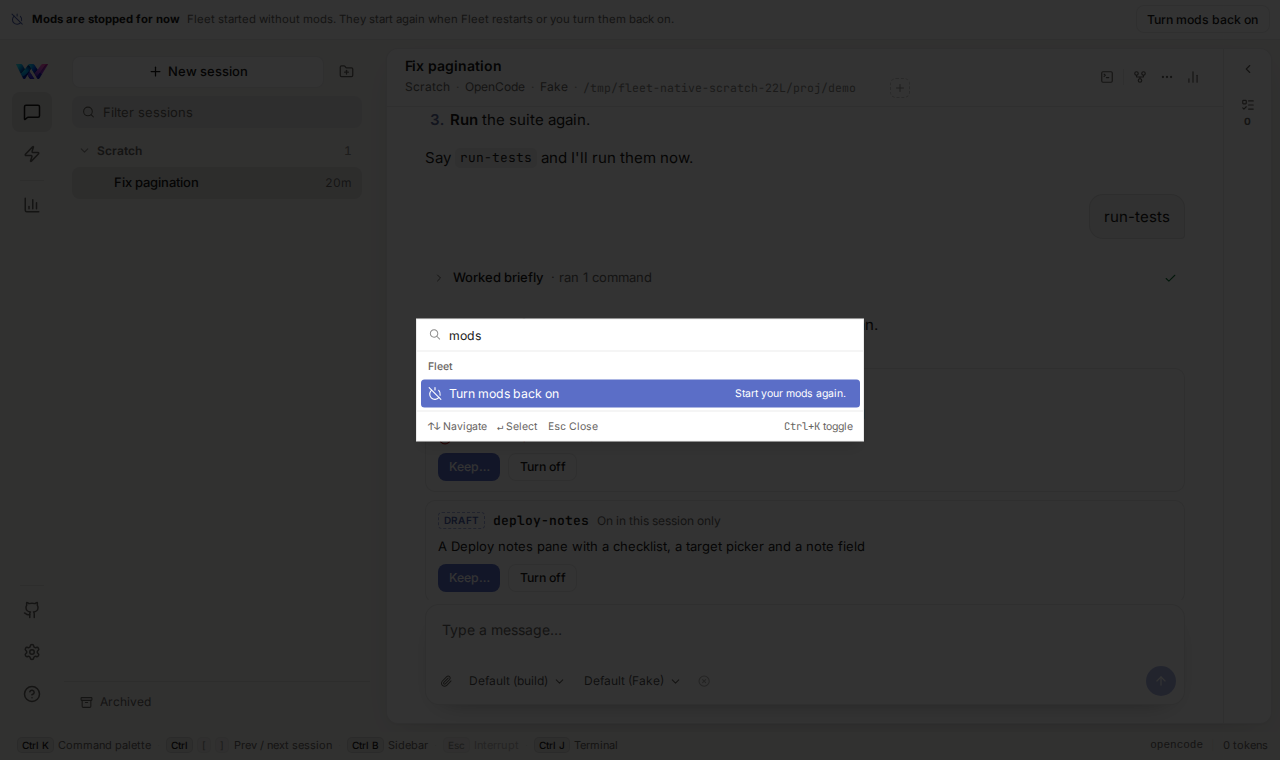 Mods are stopped for now Fleet started without mods. They start again when Fleet restarts or you turn them back on.
Turn mods back on
New session
Filter sessions
Scratch 1
Fix pagination 20m
Archived
Fix pagination
Scratch · OpenCode · Fake · /tmp/fleet-native-scratch-22L/proj/demo
0
3. Run the suite again.
Say run-tests and I'll run them now.
run-tests
Worked briefly · ran 1 command
n.
mods
Fleet
Turn mods back on Start your mods again.
Navigate Select Esc Close Ctrl+K toggle
Keep... Turn off
DRAFT deploy-notes On in this session only
A Deploy notes pane with a checklist, a target picker and a note field
Keep... Turn off
Type a message...
Default (build) Default (Fake)
Ctrl K Command palette Ctrl [ ] Prev / next session Ctrl B Sidebar Esc Interrupt Ctrl J Terminal opencode 0 tokens